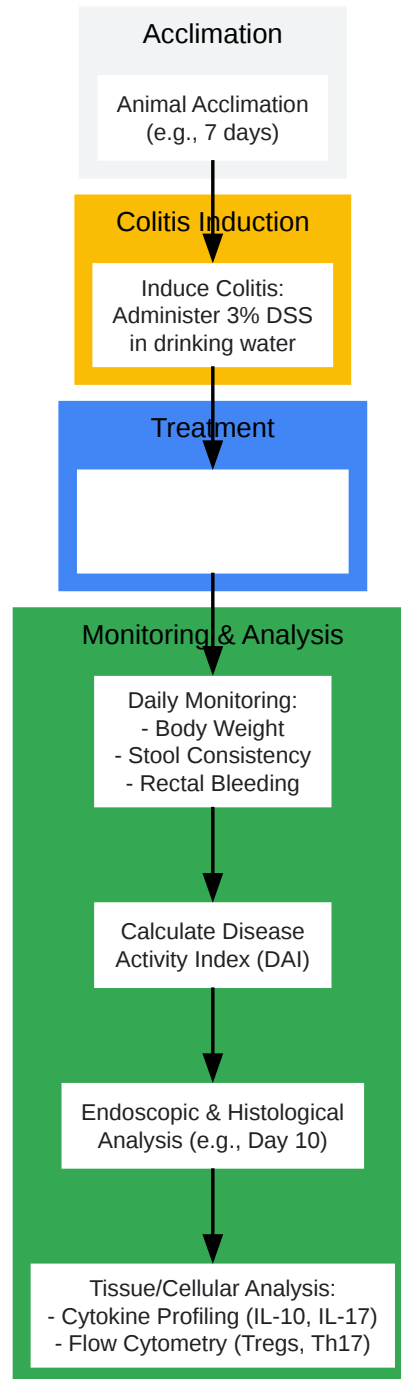 Acclimation
Animal Acclimation
(e.g., 7 days)
Colitis Induction
Induce Colitis:
Administer 3% DSS
in drinking water
Treatment
Monitoring & Analysis
Daily Monitoring:
- Body Weight
- Stool Consistency
- Rectal Bleeding
Calculate Disease
Activity Index (DAI)
Endoscopic & Histological
Analysis (e.g., Day 10)
Tissue/Cellular Analysis:
- Cytokine Profiling (IL-10, IL-17)
- Flow Cytometry (Tregs, Th17)